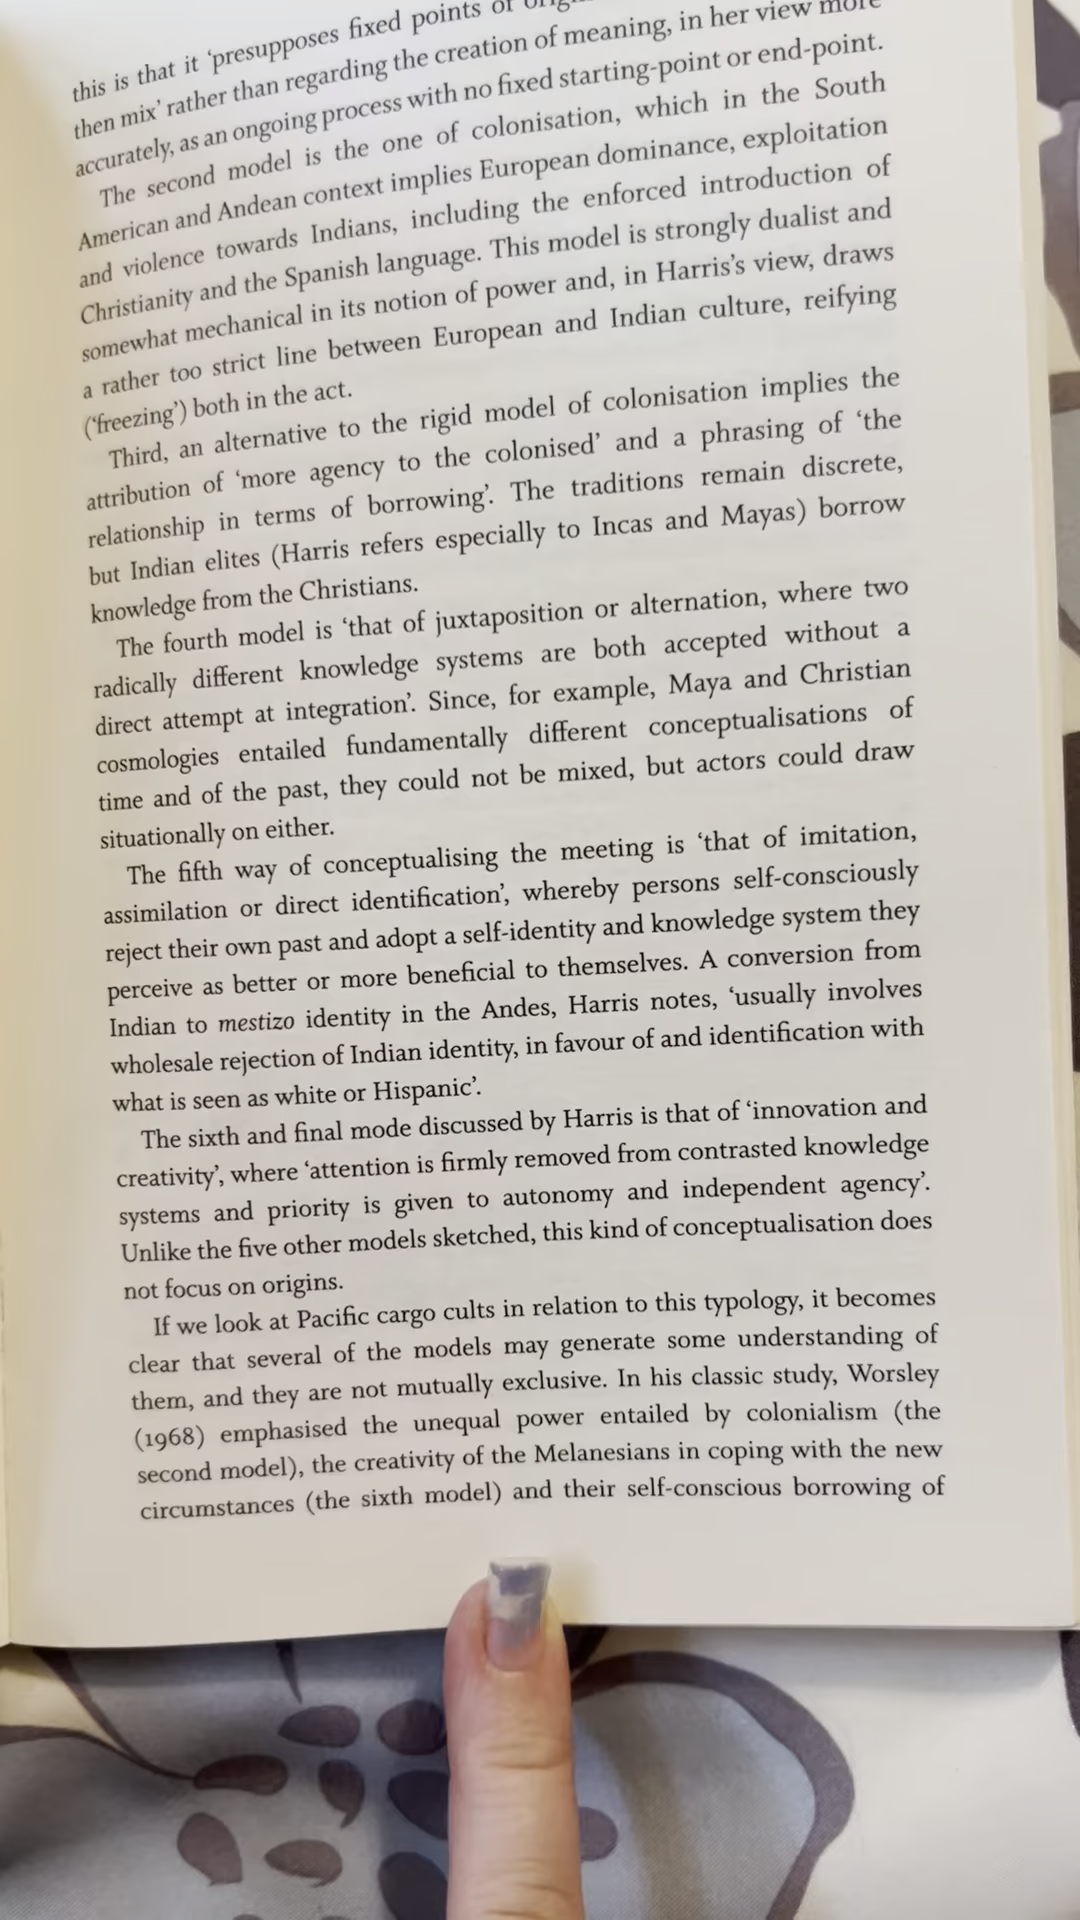 this is that it ‘presupposes fixed points of
then mix’ rather than regarding the creation of meaning, in her view more
accurately, as an ongoing process with no fixed starting-point or end-point.
The second model is the one of colonisation, which in the South
American and Andean context implies European dominance, exploitation
and violence towards Indians, including the enforced introduction of
Christianity and the Spanish language. This model is strongly dualist and
somewhat mechanical in its notion of power and, in Harris’s view, draws
a rather too strict line between European and Indian culture, reifying
(‘freezing’) both in the act.
Third, an alternative to the rigid model of colonisation implies the
attribution of ‘more agency to the colonised’ and a phrasing of ‘the
relationship in terms of borrowing’. The traditions remain discrete,
but Indian elites (Harris refers especially to Incas and Mayas) borrow
knowledge from the Christians.
The fourth model is ‘that of juxtaposition or alternation, where two
radically different knowledge systems are both accepted without a
direct attempt at integration’. Since, for example, Maya and Christian
cosmologies entailed fundamentally different conceptualisations of
time and of the past, they could not be mixed, but actors could draw
situationally on either.
The fifth way of conceptualising the meeting is ‘that of imitation,
assimilation or direct identification’, whereby persons self-consciously
reject their own past and adopt a self-identity and knowledge system they
perceive as better or more beneficial to themselves. A conversion from
Indian to mestizo identity in the Andes, Harris notes, ‘usually involves
wholesale rejection of Indian identity, in favour of and identification with
what is seen as white or Hispanic’.
The sixth and final mode discussed by Harris is that of ‘innovation and
creativity’, where ‘attention is firmly removed from contrasted knowledge
systems and priority is given to autonomy and independent agency’.
Unlike the five other models sketched, this kind of conceptualisation does
not focus on origins.
If we look at Pacific cargo cults in relation to this typology, it becomes
clear that several of the models may generate some understanding of
them, and they are not mutually exclusive. In his classic study, Worsley
(1968) emphasised the unequal power entailed by colonialism (the
second model), the creativity of the Melanesians in coping with the new
circumstances (the sixth model) and their self-conscious borrowing of